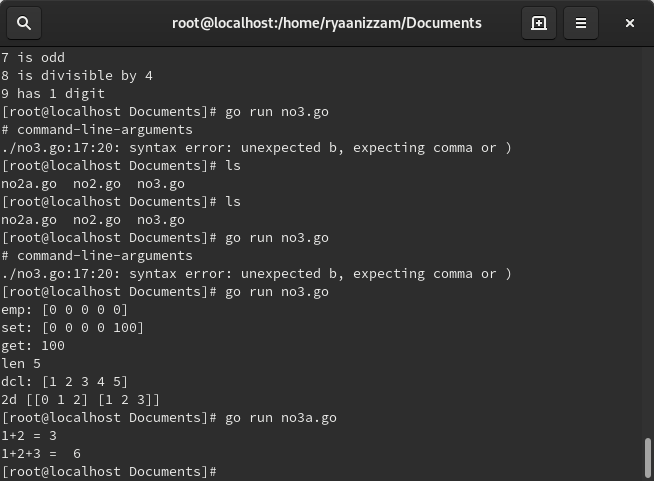 root@localhost:/home/ryaanizzam/Documents
7 is odd
8 is divisible by 4
9 has 1 digit
[root@localhost Documents]# go run no3.go
# command-line-arguments
./no3.go:17:20: syntax error: unexpected b, expecting comma or )
[root@localhost Documents]# ls
no2a.go  no2.go  no3.go
[root@localhost Documents]# ls
no2a.go  no2.go  no3.go
[root@localhost Documents]# go run no3.go
# command-line-arguments
./no3.go:17:20: syntax error: unexpected b, expecting comma or )
[root@localhost Documents]# go run no3.go
emp: [0 0 0 0 0]
set: [0 0 0 0 100]
get: 100
len 5
dcl: [1 2 3 4 5]
2d [[0 1 2] [1 2 3]]
[root@localhost Documents]# go run no3a.go
1+2 = 3
1+2+3 =  6
[root@localhost Documents]#